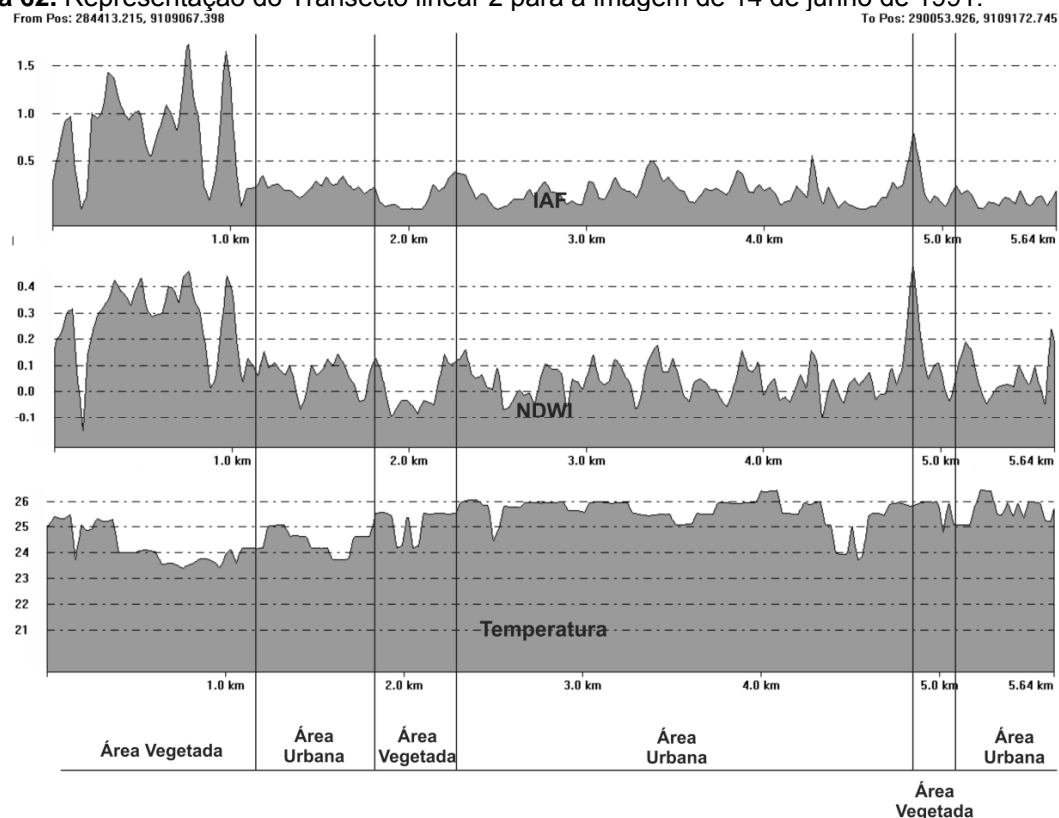 a 02. Representação do Transecto linear 2 para a imagem de 14 de junho de 1991.
From Pos: 284413.215, 9109067.398 To Pos: 290053.926, 9109172.745
1.5
1.0
0.5
IAF
1.0 km 2.0 km 3.0 km 4.0 km 5.0 km 5.64 km
0.4
0.3
0.2
0.1
0.0
-0.1
NDWI
1.0 km 2.0 km 3.0 km 4.0 km 5.0 km 5.64 km
26
25
24
23
22
21
Temperatura
1.0 km 2.0 km 3.0 km 4.0 km 5.0 km 5.64 km
Área Vegetada
Área
Urbana
Área
Vegetada
Área
Urbana
Área
Urbana
Área
Vegetada